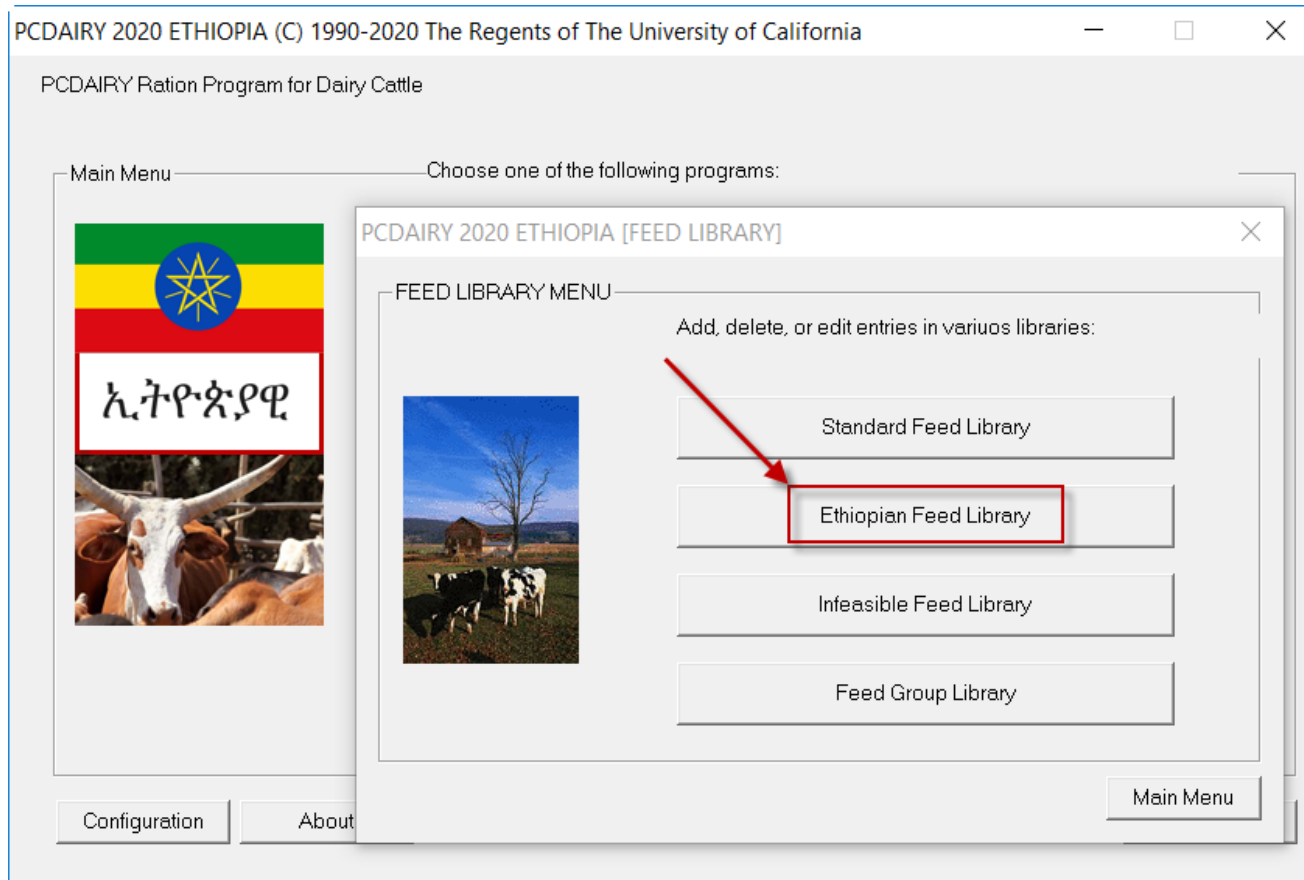 PCDAIRY 2020 ETHIOPIA (C) 1990-2020 The Regents of The University of California
PCDAIRY Ration Program for Dairy Cattle
Main Menu
Choose one of the following programs:
ኢትዮጵያዊ
PCDAIRY 2020 ETHIOPIA [FEED LIBRARY]
FEED LIBRARY MENU
Add, delete, or edit entries in variuos libraries:
Standard Feed Library
Ethiopian Feed Library
Infeasible Feed Library
Feed Group Library
Main Menu
Configuration
About